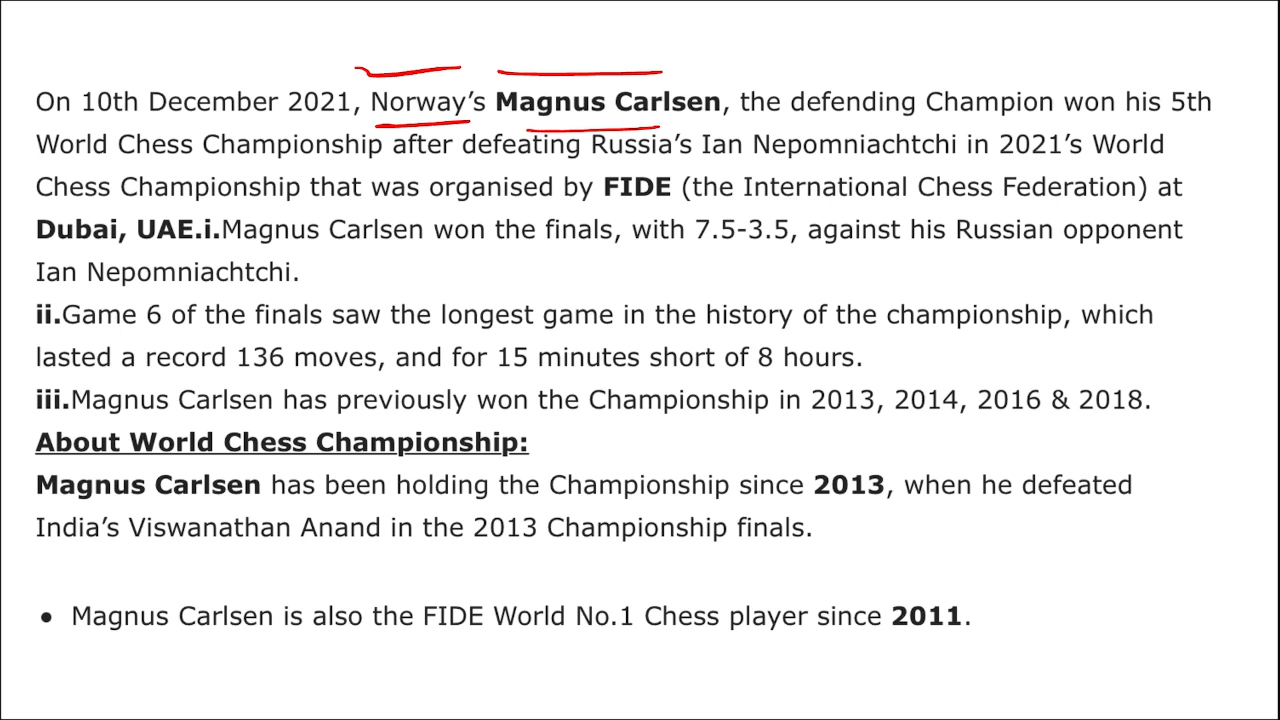 On 10th December 2021, Norway’s Magnus Carlsen, the defending Champion won his 5th
World Chess Championship after defeating Russia’s Ian Nepomniachtchi in 2021’s World
Chess Championship that was organised by FIDE (the International Chess Federation) at
Dubai, UAE.i.Magnus Carlsen won the finals, with 7.5-3.5, against his Russian opponent
Ian Nepomniachtchi.
ii.Game 6 of the finals saw the longest game in the history of the championship, which
lasted a record 136 moves, and for 15 minutes short of 8 hours.
iii.Magnus Carlsen has previously won the Championship in 2013, 2014, 2016 & 2018.
About World Chess Championship:
Magnus Carlsen has been holding the Championship since 2013, when he defeated
India’s Viswanathan Anand in the 2013 Championship finals.
• Magnus Carlsen is also the FIDE World No.1 Chess player since 2011.